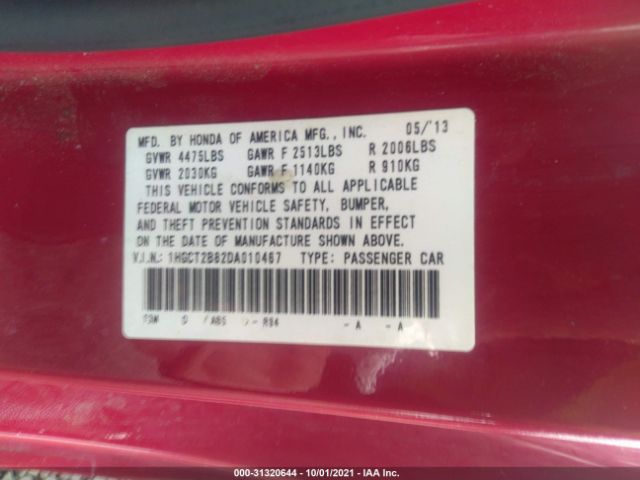 MFD. BY HONDA OF AMERICA MFG., INC. 05/'13
GVWR 4475LBS GAWR F 2513LBS R 2006LBS
GVWR 2030KG GAWR F 1140KG R 910KG
THIS VEHICLE CONFORMS TO ALL APPLICABLE
FEDERAL MOTOR VEHICLE SAFETY, BUMPER,
AND THEFT PREVENTION STANDARDS IN EFFECT
ON THE DATE OF MANUFACTURE SHOWN ABOVE.
V.I.N.: 1HGCT2B82DA010467 TYPE: PASSENGER CAR
/ABS - R94 - A - A
000-31320644 - 10/01/2021 - IAA Inc.